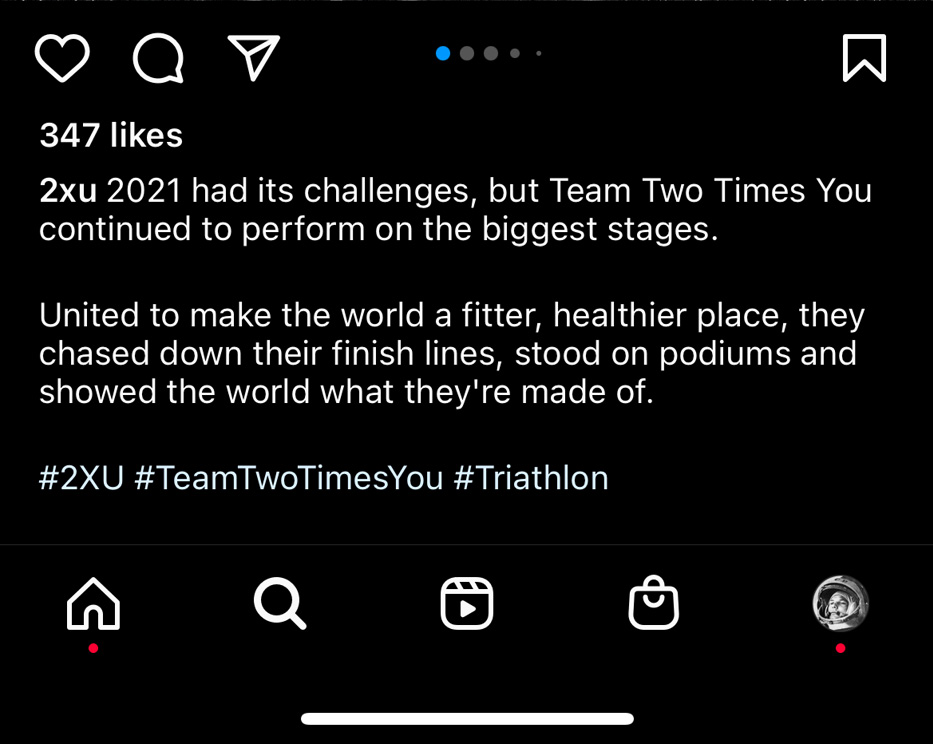 347 likes
2xu 2021 had its challenges, but Team Two Times You
continued to perform on the biggest stages.
United to make the world a fitter, healthier place, they
chased down their finish lines, stood on podiums and
showed the world what they're made of.
#2XU #TeamTwoTimesYou #Triathlon